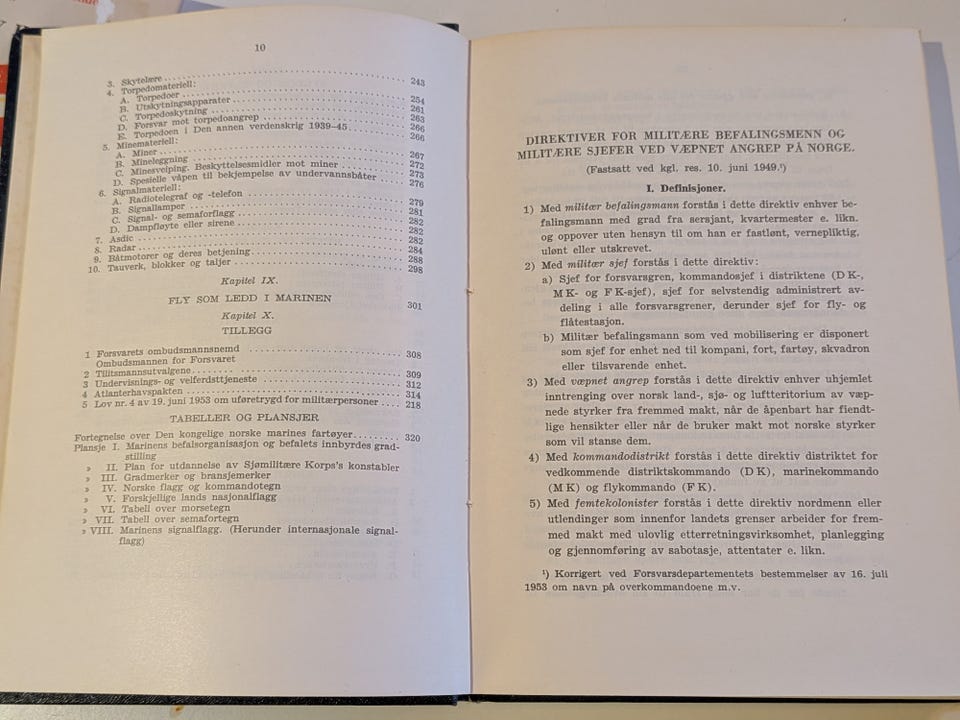 10
3. Skytelære 243
4. Torpedomateriell:
A. Torpedoer 254
B. Utskytningsapparater 261
C. Torpedoskytning 263
D. Forsvar mot torpedoangrep 266
E. Torpedoen i Den annen verdenskrig 1939–45 266
5. Minemateriell:
A. Miner 267
B. Mineleggning 272
C. Minesveiping. Beskyttelsesmidler mot miner 273
D. Spesielle våpen til bekjempelse av undervannsbåter 276
6. Signalmateriell:
A. Radiotelegraf og -telefon 279
B. Signallamper 281
C. Signal- og semaforflagg 282
D. Dampfløyte eller sirene 282
7. Asdic 282
8. Radar 284
9. Båtmotorer og deres betjening 288
10. Tauverk, blokker og taljer 298
Kapitel IX.
FLY SOM LEDD I MARINEN 301
Kapitel X.
TILLEGG
1 Forsvarets ombudsmannsnemd
Ombudsmannen for Forsvaret 308
2 Tillitsmannsutvalgene 309
3 Undervisnings- og velferdsttjeneste 312
4 Atlanterhavspakten 314
5 Lov nr. 4 av 19. juni 1953 om uføretrygd for militærpersoner 218
TABELLER OG PLANSJER
Fortegnelse over Den kongelige norske marines fartøyer 320
Plansje I. Marinens befalsorganisasjon og befalets innbyrdes grad-
stilling
» II. Plan for utdannelse av Sjømilitære Korps's konstabler
» III. Gradmerker og bransjemerker
» IV. Norske flagg og kommandotegn
» V. Forskjellige lands nasjonalflagg
» VI. Tabell over morsetegn
» VII. Tabell over semafortegn
» VIII. Marinens signalflagg. (Herunder internasjonale signal-
flagg)
DIREKTIVER FOR MILITÆRE BEFALINGSMENN OG
MILITÆRE SJEFER VED VÆPNET ANGREP PÅ NORGE.
(Fastsatt ved kgl. res. 10. juni 1949.¹)
I. Definisjoner.
1) Med militær befalingsmann forstås i dette direktiv enhver be-
falingsmann med grad fra sersjant, kvartermester e. likn.
og oppover uten hensyn til om han er fastlønt, vernepliktig,
ulønt eller utskrevet.
2) Med militær sjef forstås i dette direktiv:
a) Sjef for forsvarsgren, kommandosjef i distriktene (DK-,
MK- og FK-sjef), sjef for selvstendig administrert av-
deling i alle forsvarsgrener, derunder sjef for fly- og
flåtestasjon.
b) Militær befalingsmann som ved mobilisering er disponert
som sjef for enhet ned til kompani, fort, fartøy, skvadron
eller tilsvarende enhet.
3) Med væpnet angrep forstås i dette direktiv enhver uhjemlet
inntrenging over norsk land-, sjø- og luftteritorium av væp-
nede styrker fra fremmed makt, når de åpenbart har fiendt-
lige hensikter eller når de bruker makt mot norske styrker
som vil stanse dem.
4) Med kommandodistrikt forstås i dette direktiv distriktet for
vedkommende distriktskommando (DK), marinekommando
(MK) og flykommando (FK).
5) Med femtekolonister forstås i dette direktiv nordmenn eller
utlendinger som innenfor landets grenser arbeider for frem-
med makt med ulovlig etterretningsvirksomhet, planlegging
og gjennomføring av sabotasje, attentater e. likn.
¹) Korrigert ved Forsvarsdepartementets bestemmelser av 16. juli
1953 om navn på overkommandoene m.v.